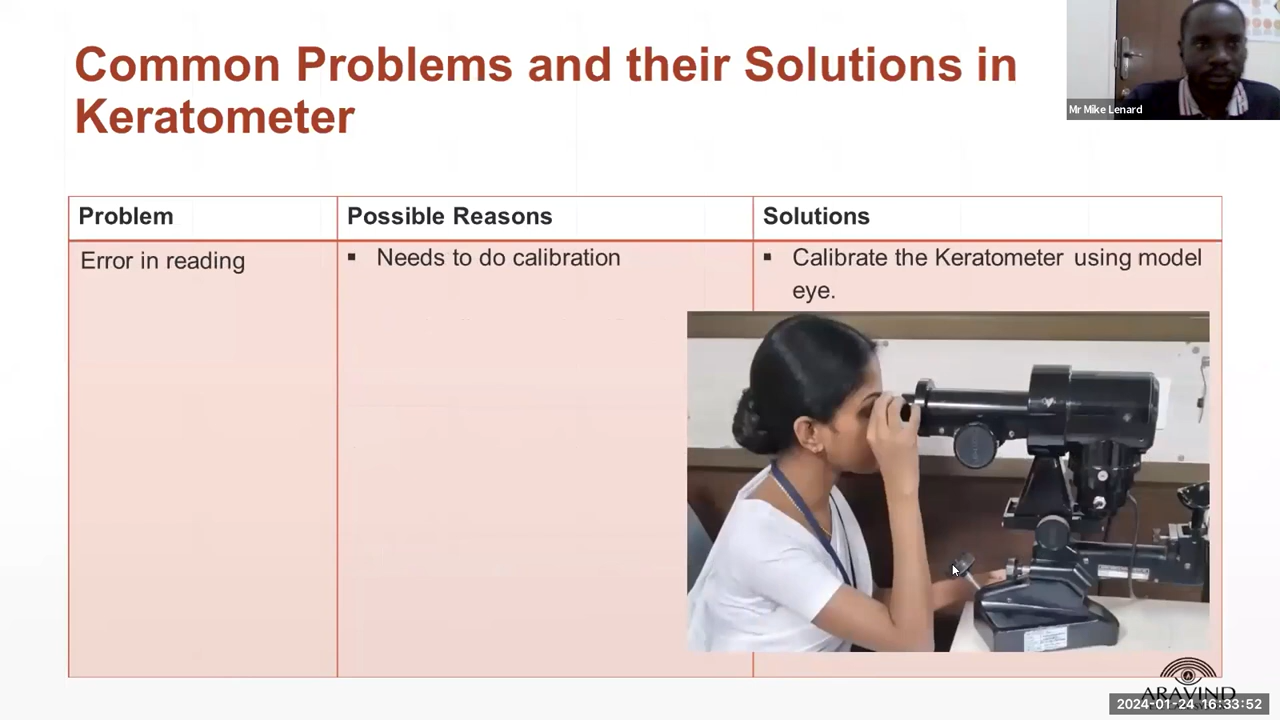 Common Problems and their Solutions in
Keratometer
Mr Mike Lenard
Problem
Possible Reasons
Solutions
Error in reading
▪ Needs to do calibration
▪ Calibrate the Keratometer using model
eye.
ARAVIND
2024-01-24 16:33:52